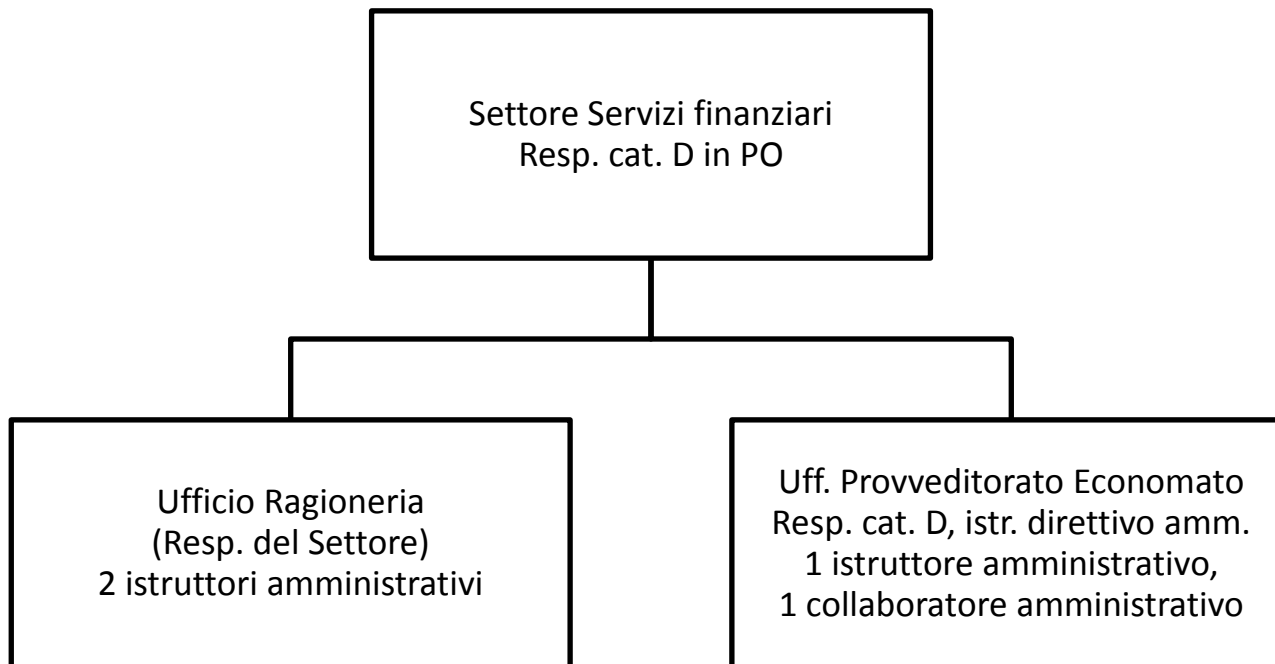 Settore Servizi finanziari
Resp. cat. D in PO
Ufficio Ragioneria
(Resp. del Settore)
2 istruttori amministrativi
Uff. Provveditorato Economato
Resp. cat. D, istr. direttivo amm.
1 istruttore amministrativo,
1 collaboratore amministrativo